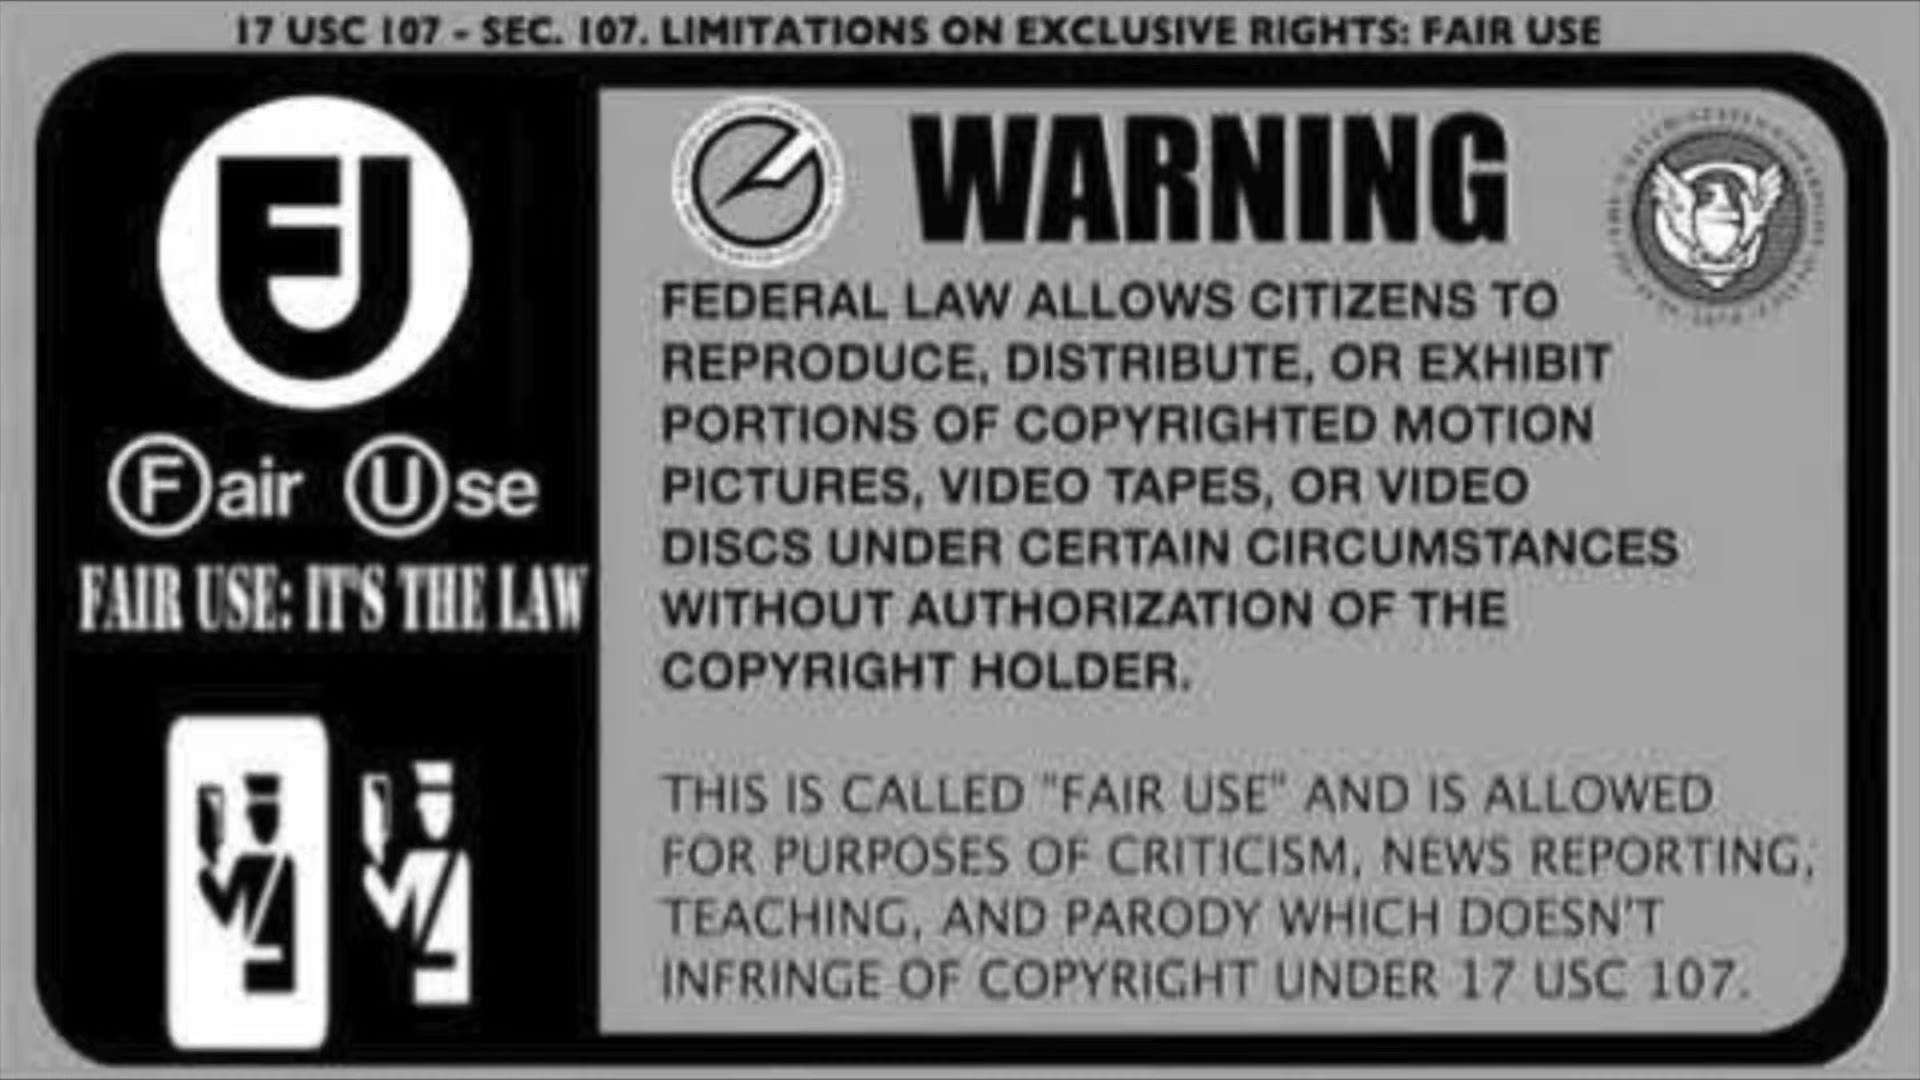 17 USC 107 - SEC. 107. LIMITATIONS ON EXCLUSIVE RIGHTS: FAIR USE
FU
Fair Use
FAIR USE: IT'S THE LAW
WARNING
FEDERAL LAW ALLOWS CITIZENS TO
REPRODUCE, DISTRIBUTE, OR EXHIBIT
PORTIONS OF COPYRIGHTED MOTION
PICTURES, VIDEO TAPES, OR VIDEO
DISCS UNDER CERTAIN CIRCUMSTANCES
WITHOUT AUTHORIZATION OF THE
COPYRIGHT HOLDER.
THIS IS CALLED "FAIR USE" AND IS ALLOWED
FOR PURPOSES OF CRITICISM, NEWS REPORTING,
TEACHING, AND PARODY WHICH DOESN'T
INFRINGE OF COPYRIGHT UNDER 17 USC 107.